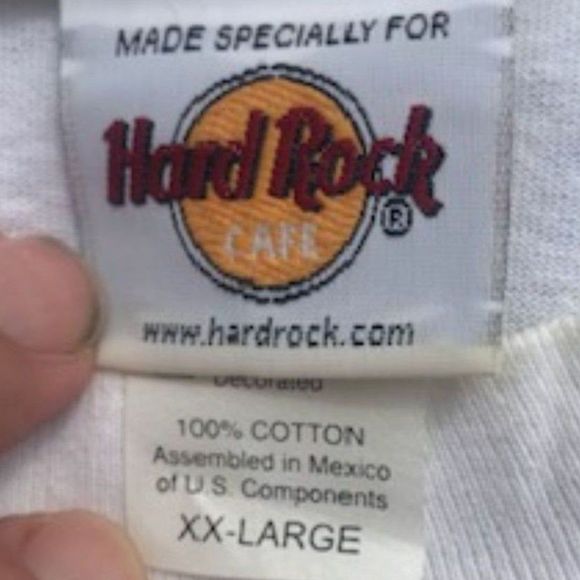 MADE SPECIALLY FOR
Hard Rock
CAFE
®
www.hardrock.com
Decorated
100% COTTON
Assembled in Mexico
of U.S. Components
XX-LARGE